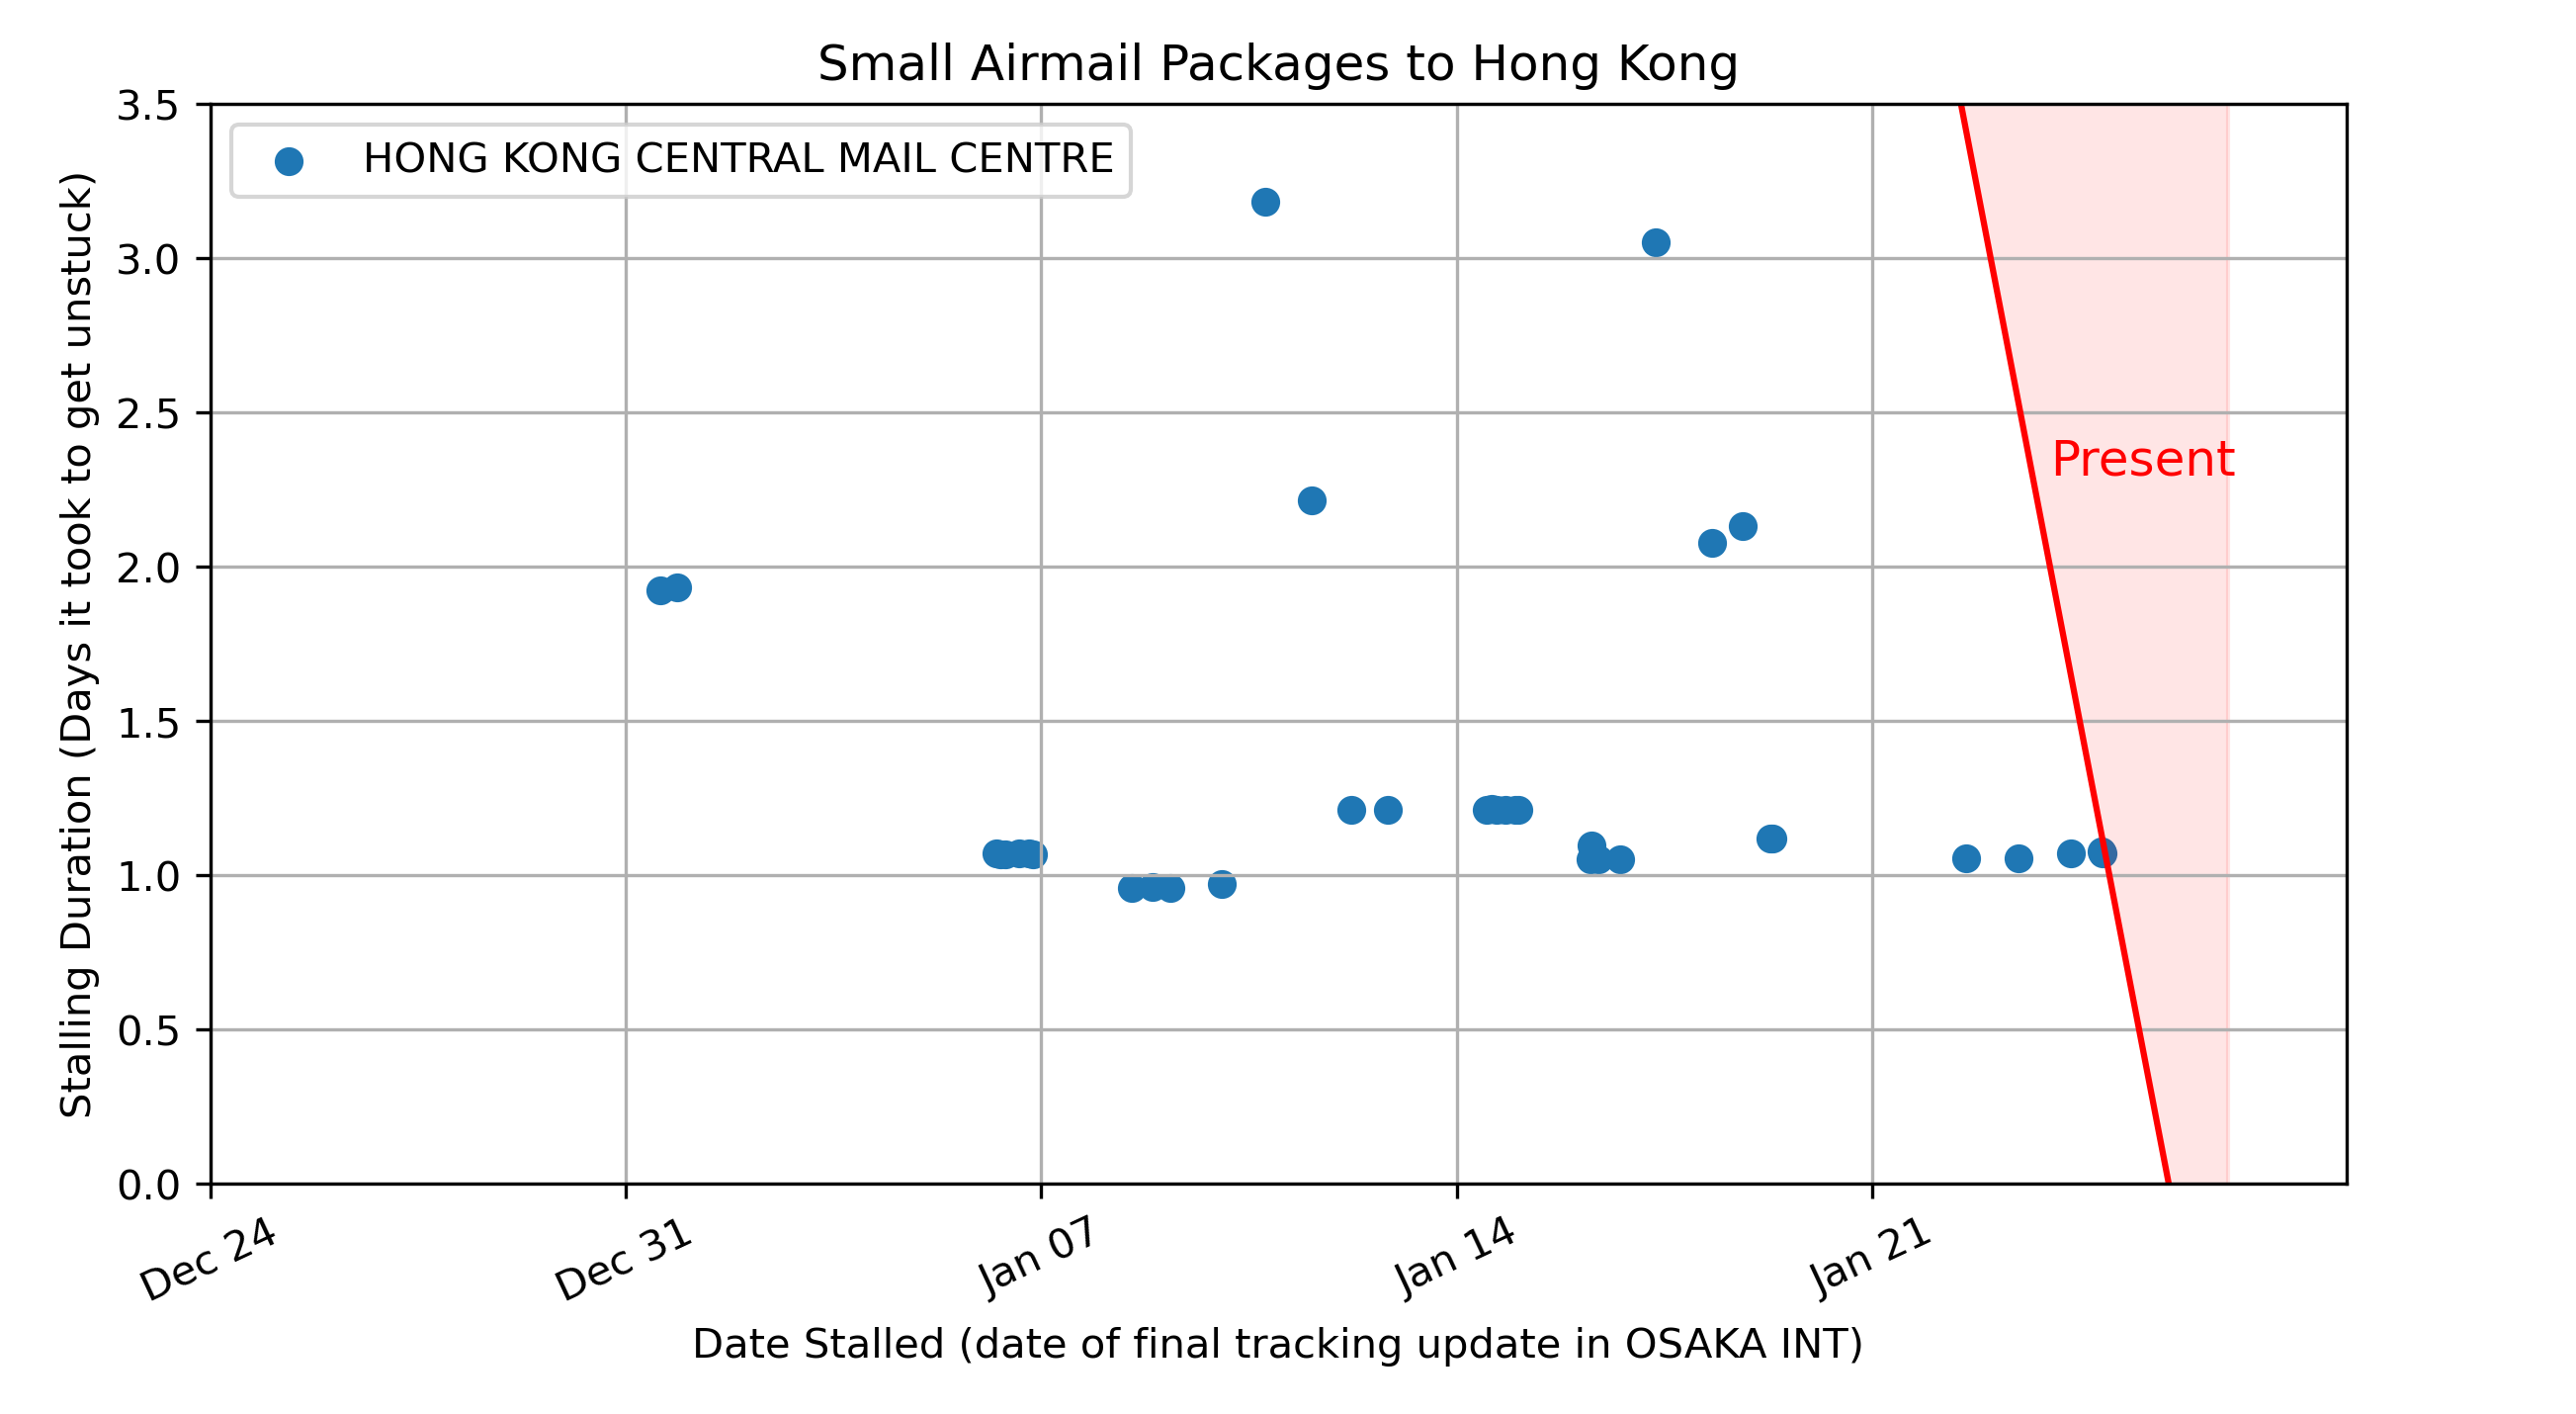 Small Airmail Packages to Hong Kong
HONG KONG CENTRAL MAIL CENTRE
Stalling Duration (Days it took to get unstuck)
3.5
3.0
2.5
2.0
1.5
1.0
0.5
0.0
Present
Dec 24
Dec 31
Jan 07
Jan 14
Jan 21
Date Stalled (date of final tracking update in OSAKA INT)